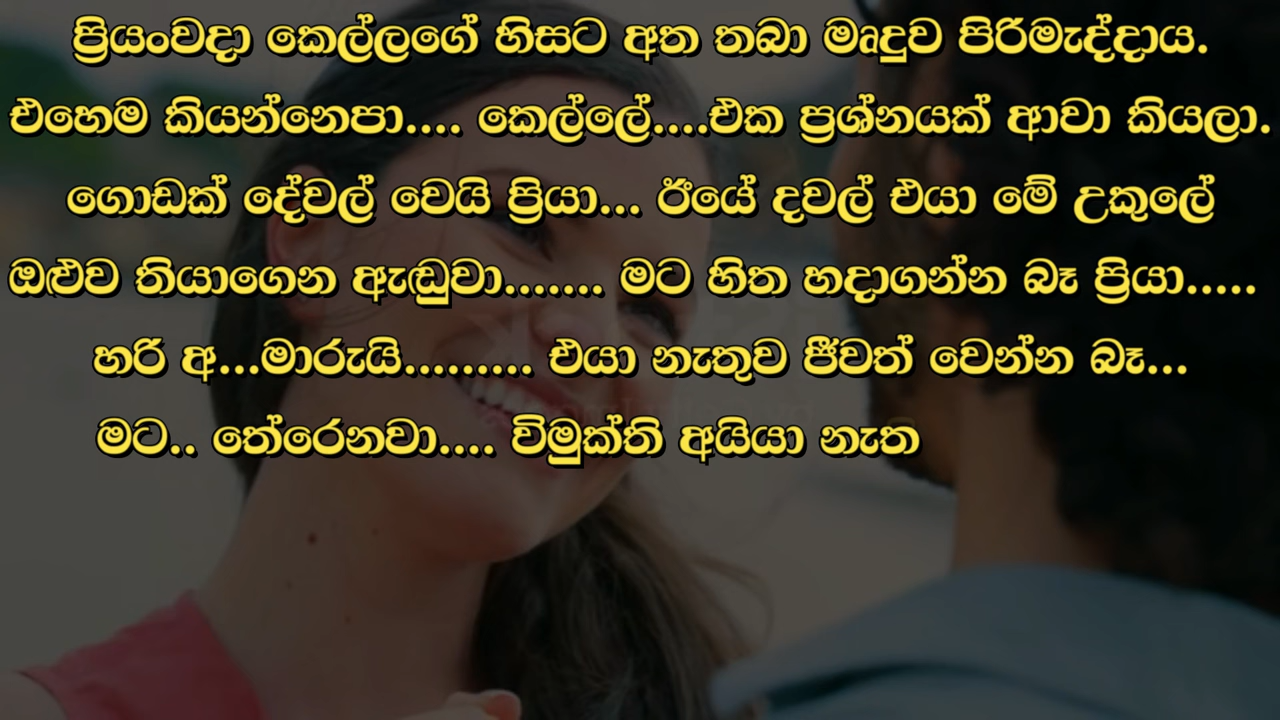 ප්‍රියංවදා කෙල්ලගේ හිසට අත තබා මෘදුව පිරිමැද්දාය.
එහෙම කියන්නෙපා.... කෙල්ලේ....එක ප්‍රශ්නයක් ආවා කියලා.
ගොඩක් දේවල් වෙයි ප්‍රියා... ඊයේ දවල් එයා මේ උකුලේ
ඔළුව තියාගෙන ඇඬුවා....... මට හිත හදාගන්න බෑ ප්‍රියා.....
හරි අ...මාරුයි......... එයා නැතුව ජීවත් වෙන්න බෑ...
මට.. තේරෙනවා.... විමුක්ති අයියා නැත